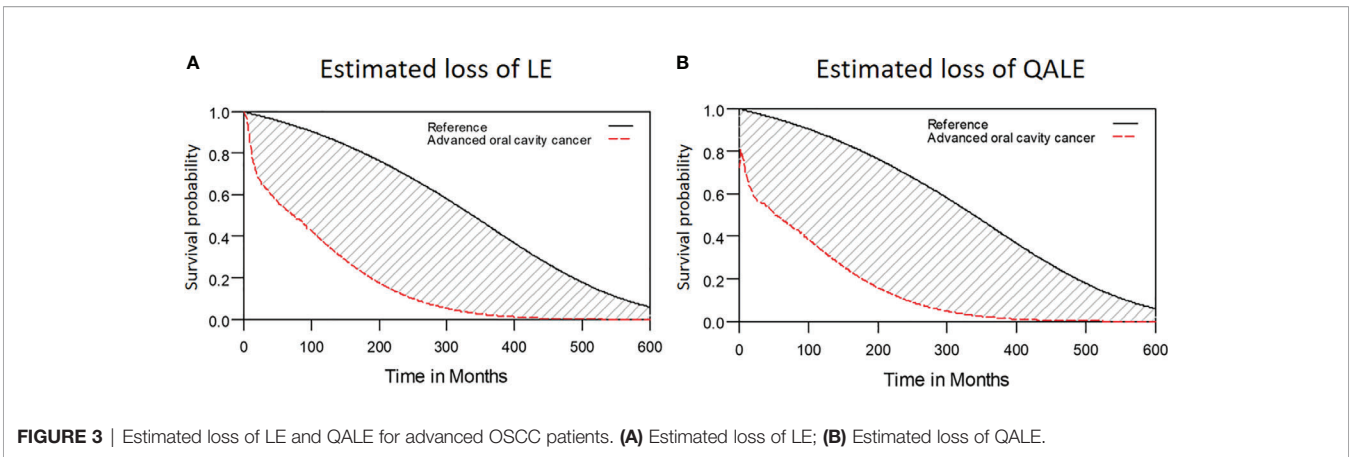 A
Estimated loss of LE
Survival probability
1.0
0.8
0.6
0.4
0.2
0.0
Reference
Advanced oral cavity cancer
0 100 200 300 400 500 600
Time in Months
B
Estimated loss of QALE
Survival probability
1.0
0.8
0.6
0.4
0.2
0.0
Reference
Advanced oral cavity cancer
0 100 200 300 400 500 600
Time in Months
FIGURE 3 | Estimated loss of LE and QALE for advanced OSCC patients. (A) Estimated loss of LE; (B) Estimated loss of QALE.